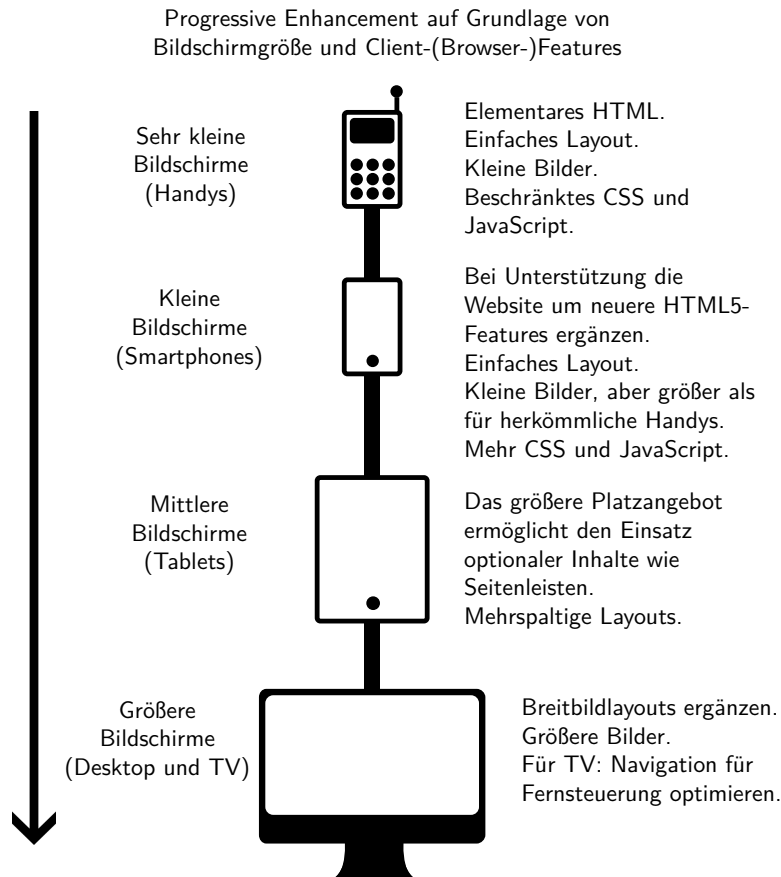 Progressive Enhancement auf Grundlage von
Bildschirmgröße und Client-(Browser-)Features
Sehr kleine
Bildschirme
(Handys)
Elementares HTML.
Einfaches Layout.
Kleine Bilder.
Beschränktes CSS und
JavaScript.
Kleine
Bildschirme
(Smartphones)
Bei Unterstützung die
Website um neuere HTML5-
Features ergänzen.
Einfaches Layout.
Kleine Bilder, aber größer als
für herkömmliche Handys.
Mehr CSS und JavaScript.
Mittlere
Bildschirme
(Tablets)
Das größere Platzangebot
ermöglicht den Einsatz
optionaler Inhalte wie
Seitenleisten.
Mehrspaltige Layouts.
Größere
Bildschirme
(Desktop und TV)
Breitbildlayouts ergänzen.
Größere Bilder.
Für TV: Navigation für
Fernsteuerung optimieren.